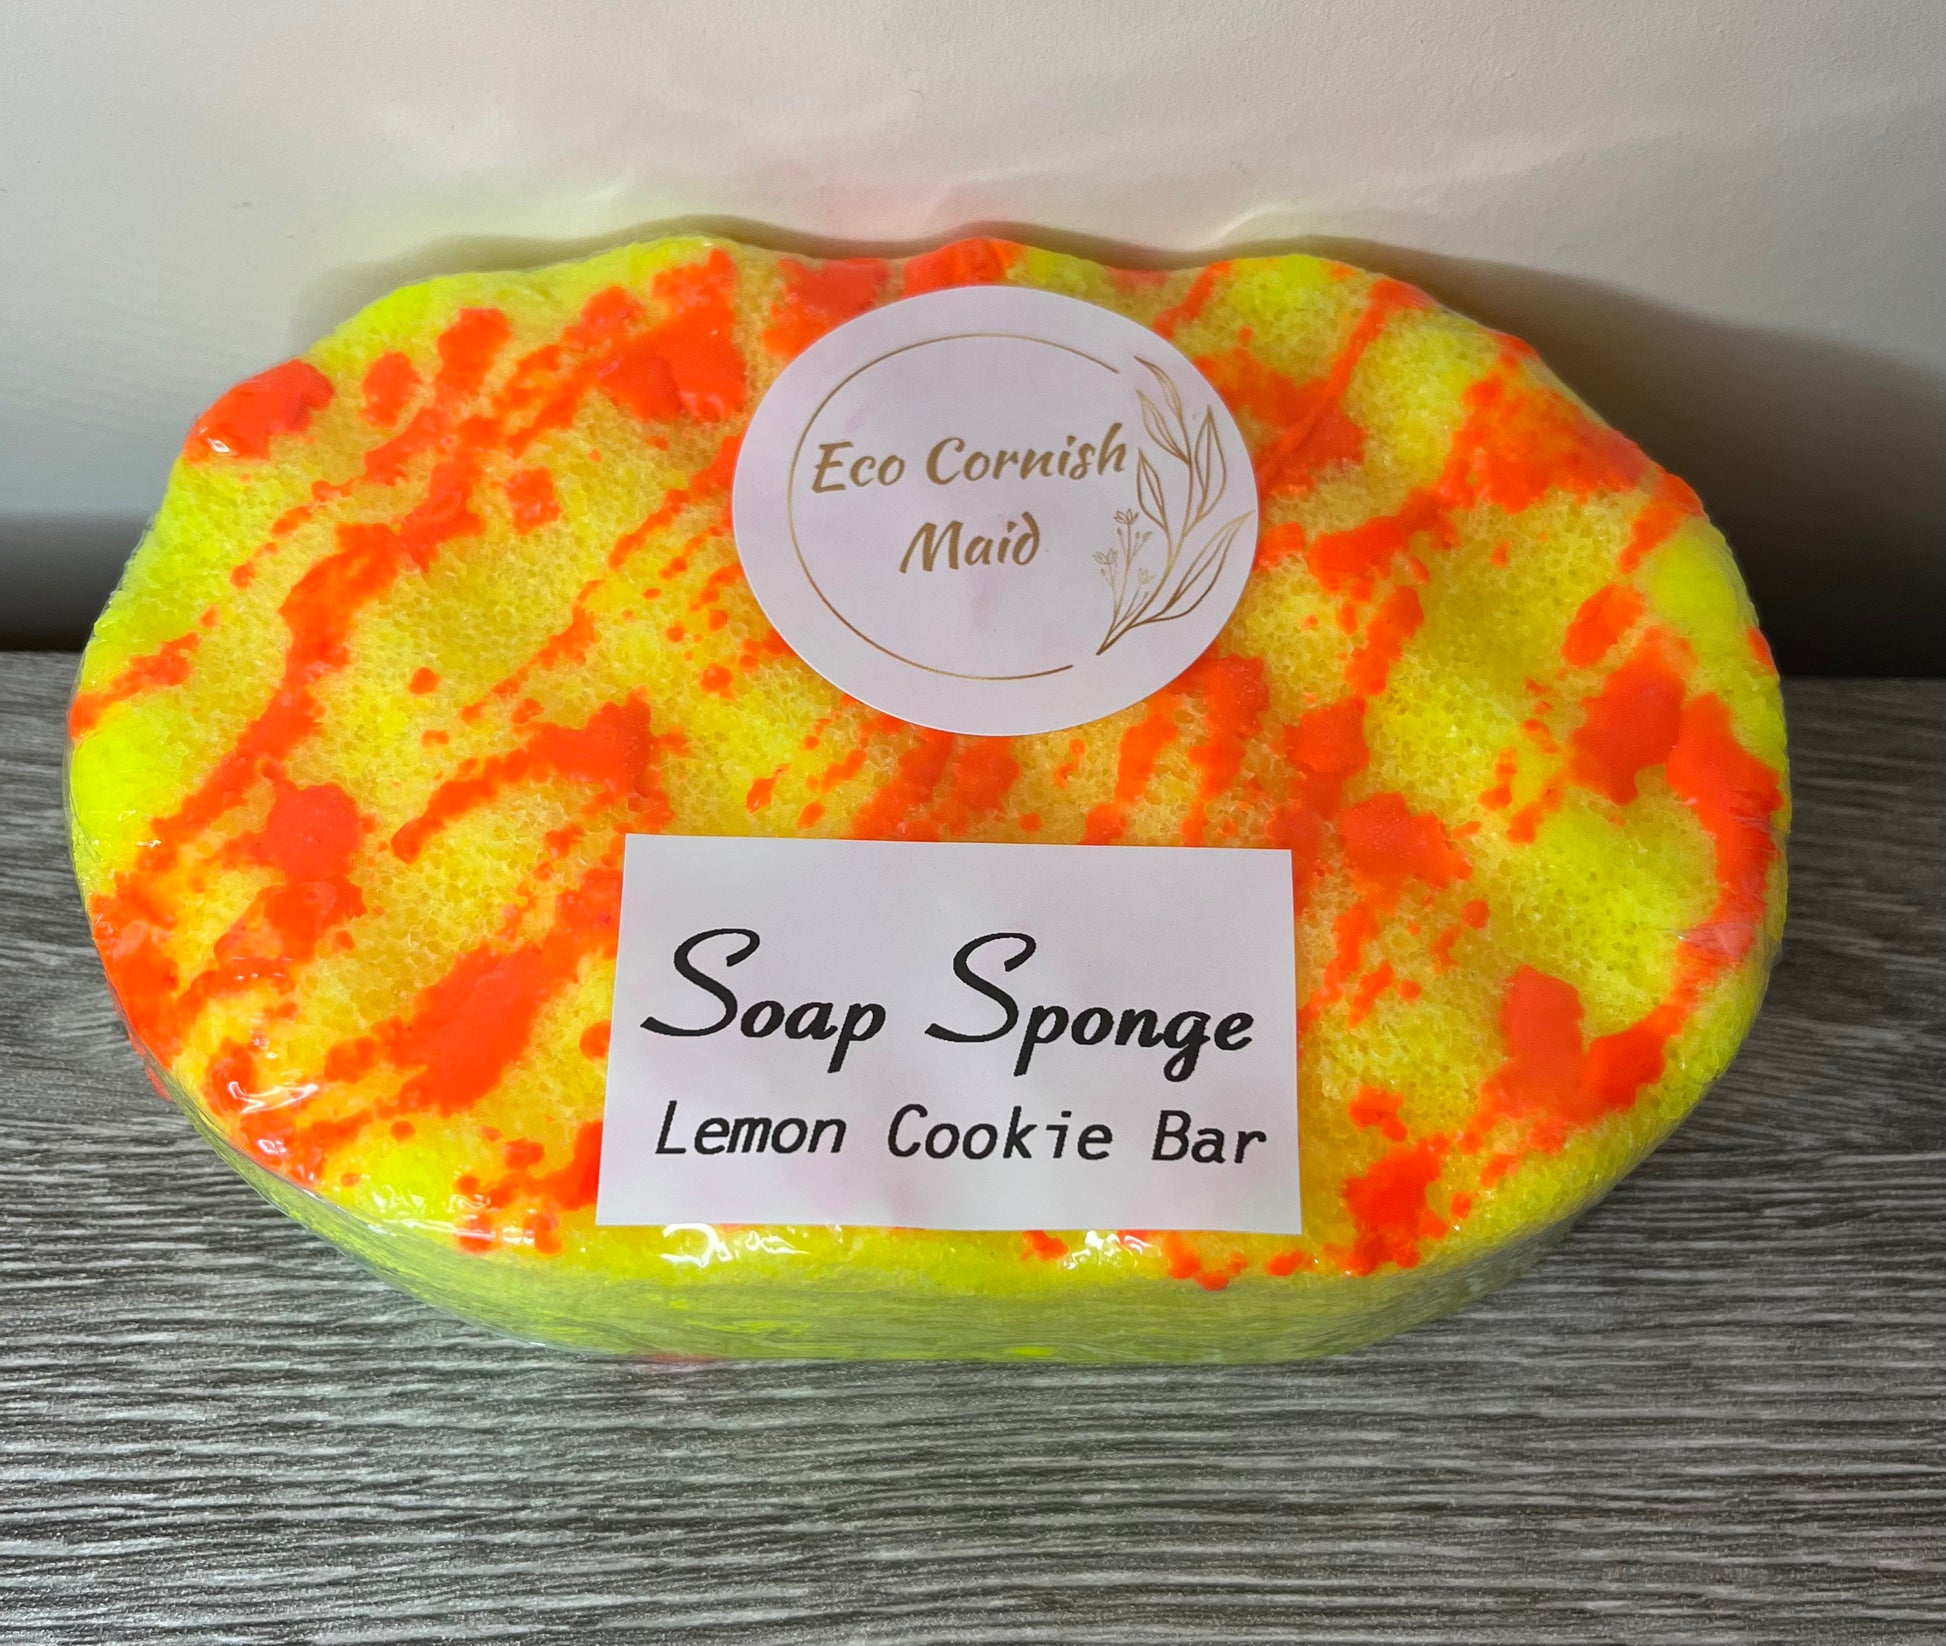 Eco Cornish
Maid
Soap Sponge
Lemon Cookie Bar